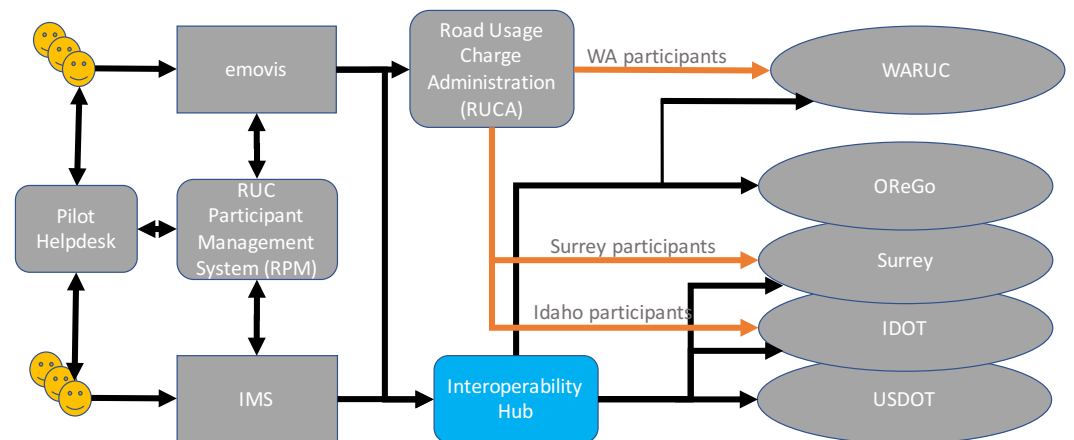 emovis
Road Usage
Charge
Administration
(RUCA)
WA participants
WARUC
Pilot
Helpdesk
RUC
Participant
Management
System (RPM)
OReGo
Surrey participants
Surrey
Idaho participants
IDOT
IMS
Interoperability
Hub
USDOT